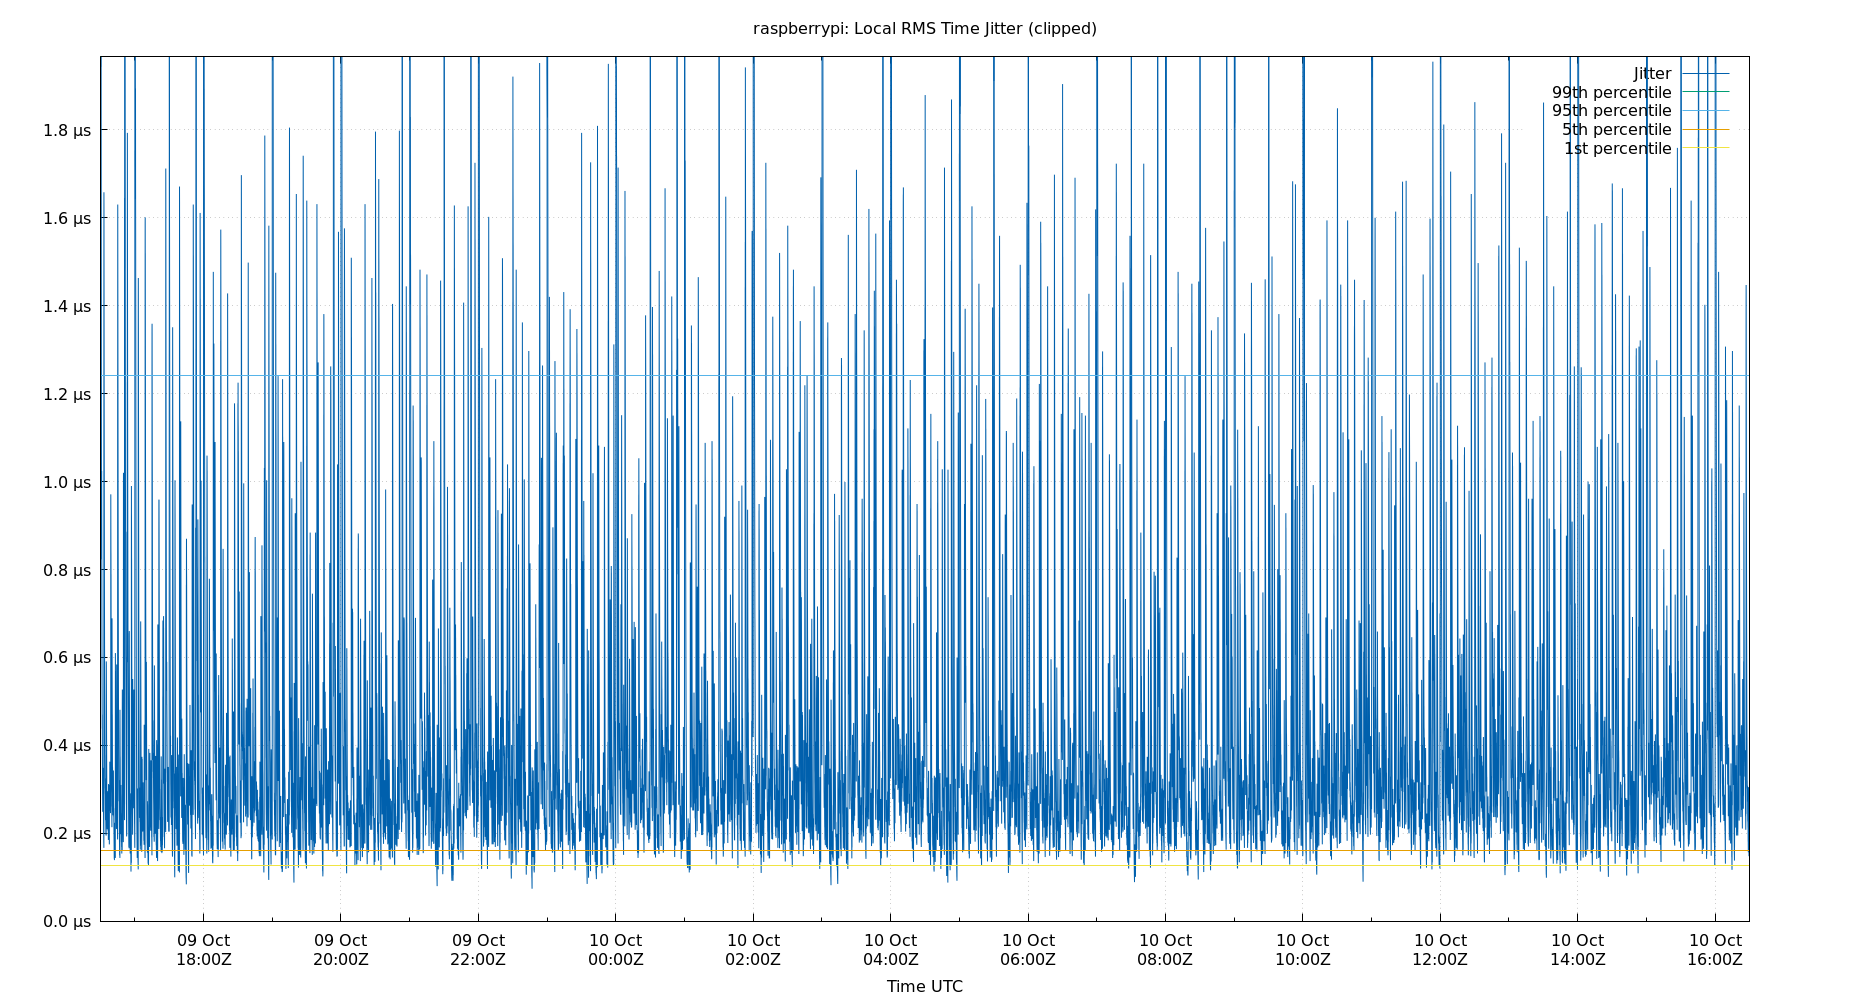 raspberrypi: Local RMS Time Jitter (clipped)
Jitter
99th percentile
95th percentile
5th percentile
1st percentile
1.8 μs
1.6 μs
1.4 μs
1.2 μs
1.0 μs
0.8 μs
0.6 μs
0.4 μs
0.2 μs
0.0 μs
09 Oct 09 Oct 09 Oct 10 Oct 10 Oct 10 Oct 10 Oct 10 Oct 10 Oct 10 Oct 10 Oct 10 Oct
18:00Z 20:00Z 22:00Z 00:00Z 02:00Z 04:00Z 06:00Z 08:00Z 10:00Z 12:00Z 14:00Z 16:00Z
Time UTC